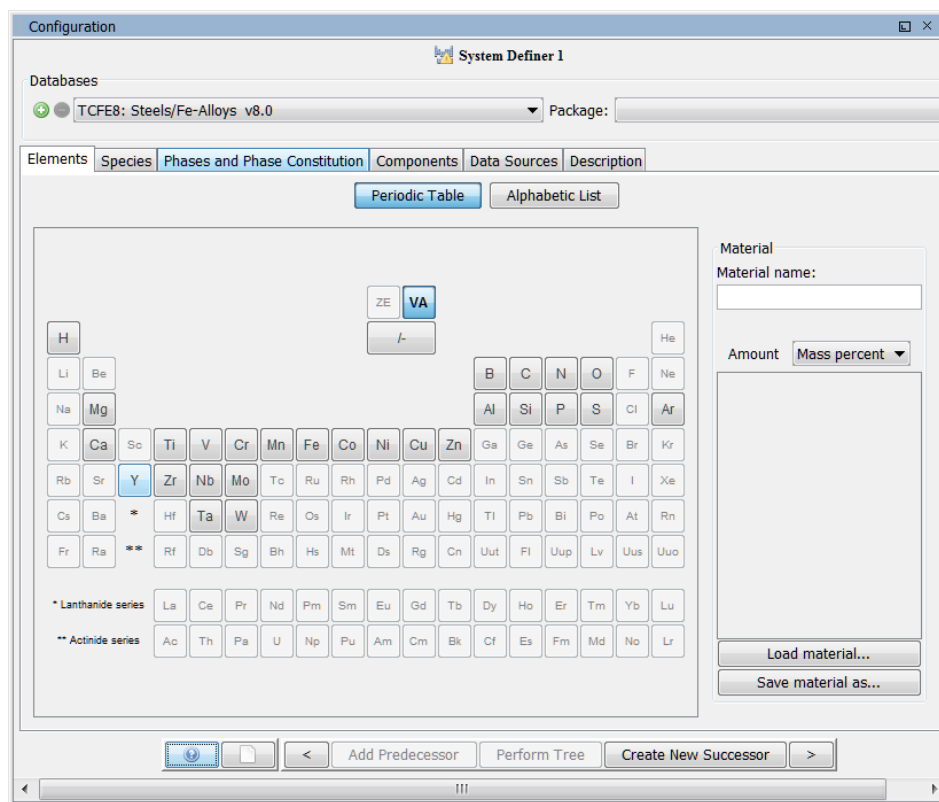 Configuration
System Definer 1
Databases
TCFE8: Steels/Fe-Alloys v8.0 Package:
Elements Species Phases and Phase Constitution Components Data Sources Description
Periodic Table Alphabetic List
Material
Material name:
ZE VA
H /- He
Amount Mass percent
Li Be B C N O F Ne
Na Mg Al Si P S Cl Ar
K Ca Sc Ti V Cr Mn Fe Co Ni Cu Zn Ga Ge As Se Br Kr
Rb Sr Y Zr Nb Mo Tc Ru Rh Pd Ag Cd In Sn Sb Te I Xe
Cs Ba * Hf Ta W Re Os Ir Pt Au Hg Tl Pb Bi Po At Rn
Fr Ra ** Rf Db Sg Bh Hs Mt Ds Rg Cn Uut Fl Uup Lv Uus Uuo
* Lanthanide series La Ce Pr Nd Pm Sm Eu Gd Tb Dy Ho Er Tm Yb Lu
** Actinide series Ac Th Pa U Np Pu Am Cm Bk Cf Es Fm Md No Lr
Load material...
Save material as...
< Add Predecessor Perform Tree Create New Successor >